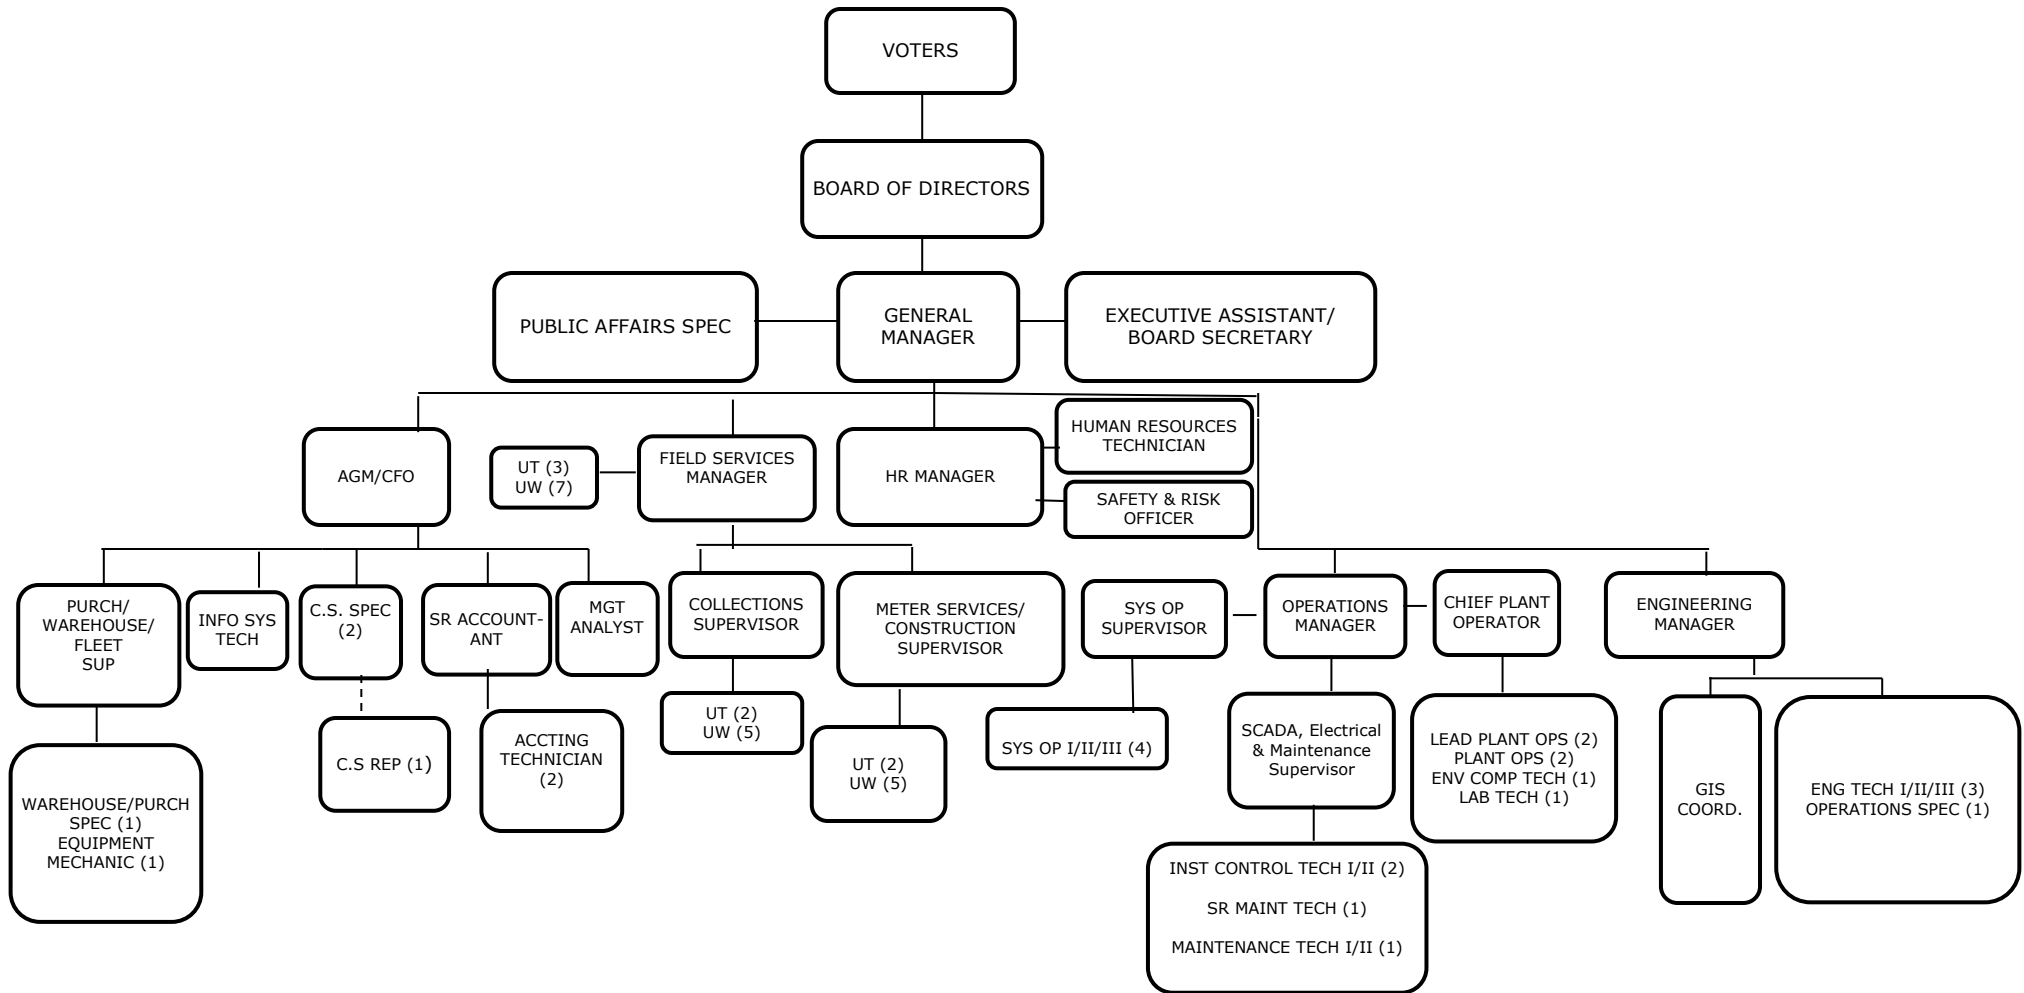 VOTERS
BOARD OF DIRECTORS
PUBLIC AFFAIRS SPEC
GENERAL
MANAGER
EXECUTIVE ASSISTANT/
BOARD SECRETARY
AGM/CFO
UT (3)
UW (7)
FIELD SERVICES
MANAGER
HR MANAGER
HUMAN RESOURCES
TECHNICIAN
SAFETY & RISK
OFFICER
PURCH/
WAREHOUSE/
FLEET
SUP
INFO SYS
TECH
C.S. SPEC
(2)
SR ACCOUNT-
ANT
MGT
ANALYST
COLLECTIONS
SUPERVISOR
METER SERVICES/
CONSTRUCTION
SUPERVISOR
SYS OP
SUPERVISOR
OPERATIONS
MANAGER
CHIEF PLANT
OPERATOR
ENGINEERING
MANAGER
WAREHOUSE/PURCH
SPEC (1)
EQUIPMENT
MECHANIC (1)
C.S REP (1)
ACCTING
TECHNICIAN
(2)
UT (2)
UW (5)
UT (2)
UW (5)
SYS OP I/II/III (4)
SCADA, Electrical
& Maintenance
Supervisor
LEAD PLANT OPS (2)
PLANT OPS (2)
ENV COMP TECH (1)
LAB TECH (1)
GIS
COORD.
ENG TECH I/II/III (3)
OPERATIONS SPEC (1)
INST CONTROL TECH I/II (2)
SR MAINT TECH (1)
MAINTENANCE TECH I/II (1)